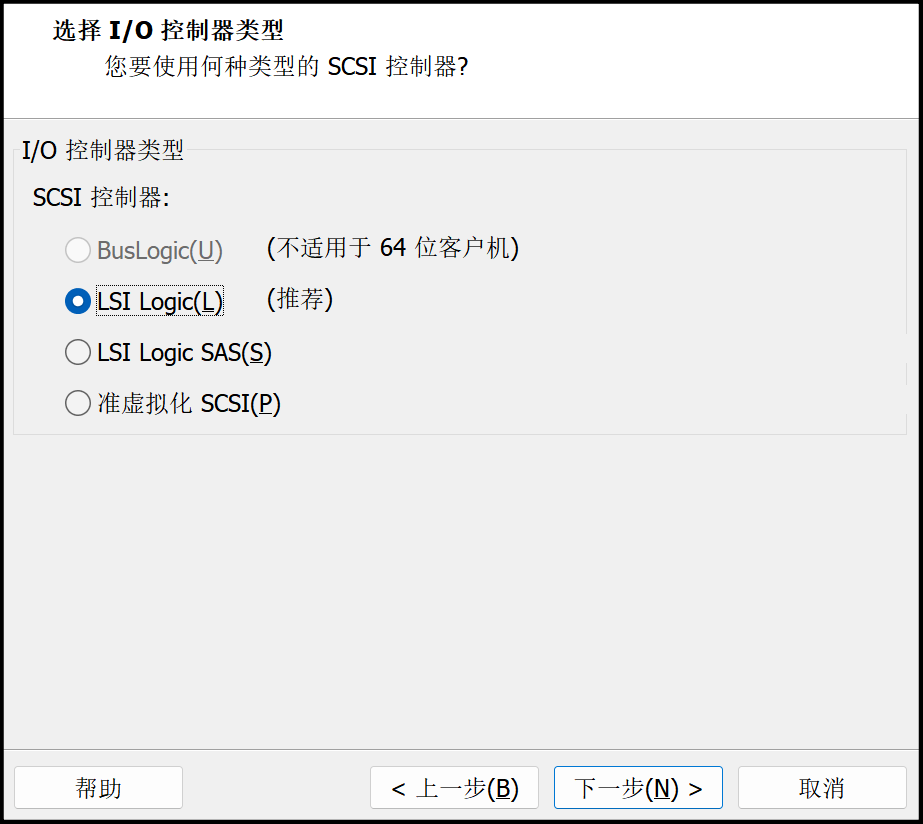 选择 I/O 控制器类型
您要使用何种类型的 SCSI 控制器?
I/O 控制器类型
SCSI 控制器:
BusLogic(U) (不适用于 64 位客户机)
LSI Logic(L) (推荐)
LSI Logic SAS(S)
准虚拟化 SCSI(P)
帮助 < 上一步(B) 下一步(N) > 取消